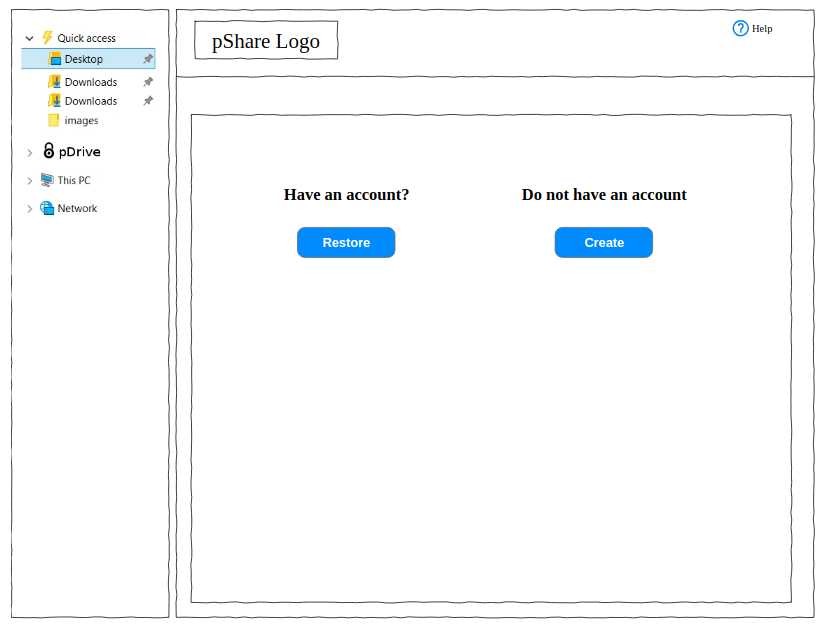 Quick access
Desktop
Downloads
Downloads
images
pDrive
This PC
Network
pShare Logo
Help
Have an account?
Do not have an account
Restore
Create